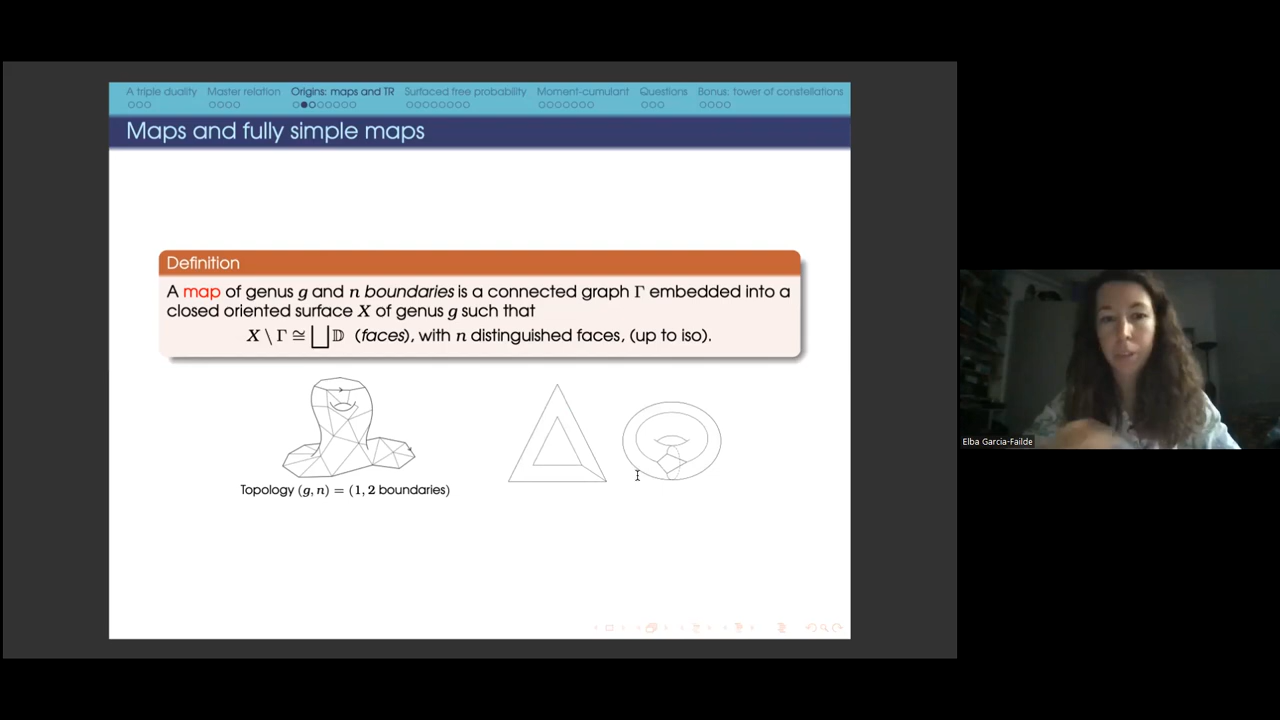 A triple duality Master relation Origins: maps and TR Surfaced free probability Moment-cumulant Questions Bonus: tower of constellations
Maps and fully simple maps
Definition
A map of genus g and n boundaries is a connected graph Γ embedded into a
closed oriented surface X of genus g such that
X \ Γ ≅ ⨆ 𝔻 (faces), with n distinguished faces, (up to iso).
Topology (g, n) = (1, 2 boundaries)
Elba Garcia-Failde